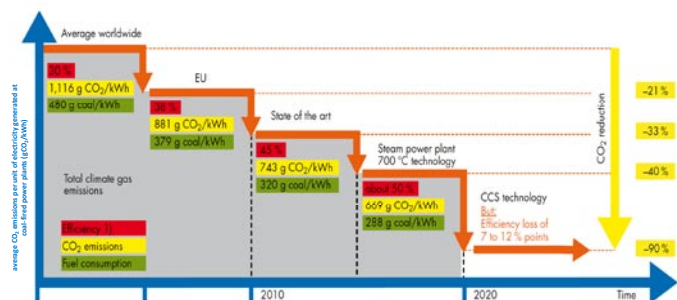 Average worldwide
30 %
1,116 g CO2/kWh
480 g coal/kWh
EU
38 %
881 g CO2/kWh
379 g coal/kWh
State of the art
45 %
743 g CO2/kWh
320 g coal/kWh
Steam power plant
700 °C technology
about 50 %
669 g CO2/kWh
288 g coal/kWh
CCS technology
But:
Efficiency loss of
7 to 12 % points
Total climate gas
emissions
Efficiency 1)
CO2 emissions
Fuel consumption
CO2 reduction
–21 %
–33 %
–40 %
–90 %
2010
2020
Time
average CO2 emissions per unit of electricity generated at
coal-fired power plants (gCO2/kWh)